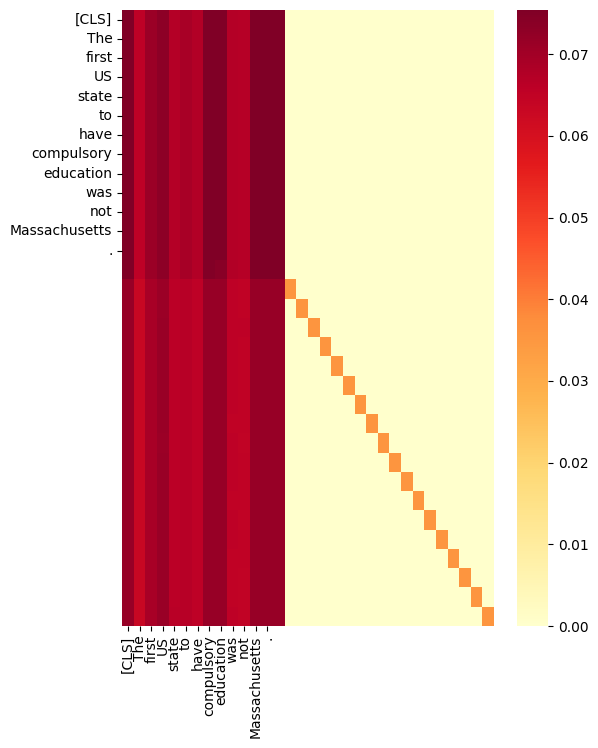 [CLS]
The
first
US
state
to
have
compulsory
education
was
not
Massachusetts
.
0.07
0.06
0.05
0.04
0.03
0.02
0.01
0.00
[CLS]
The
first
US
state
to
have
compulsory
education
was
not
Massachusetts
.